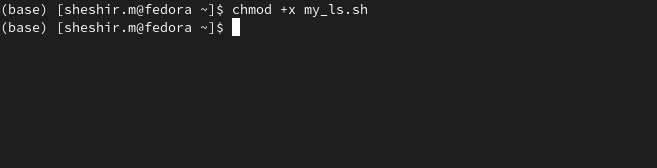 (base) [sheshir.m@fedora ~]$ chmod +x my_ls.sh
(base) [sheshir.m@fedora ~]$